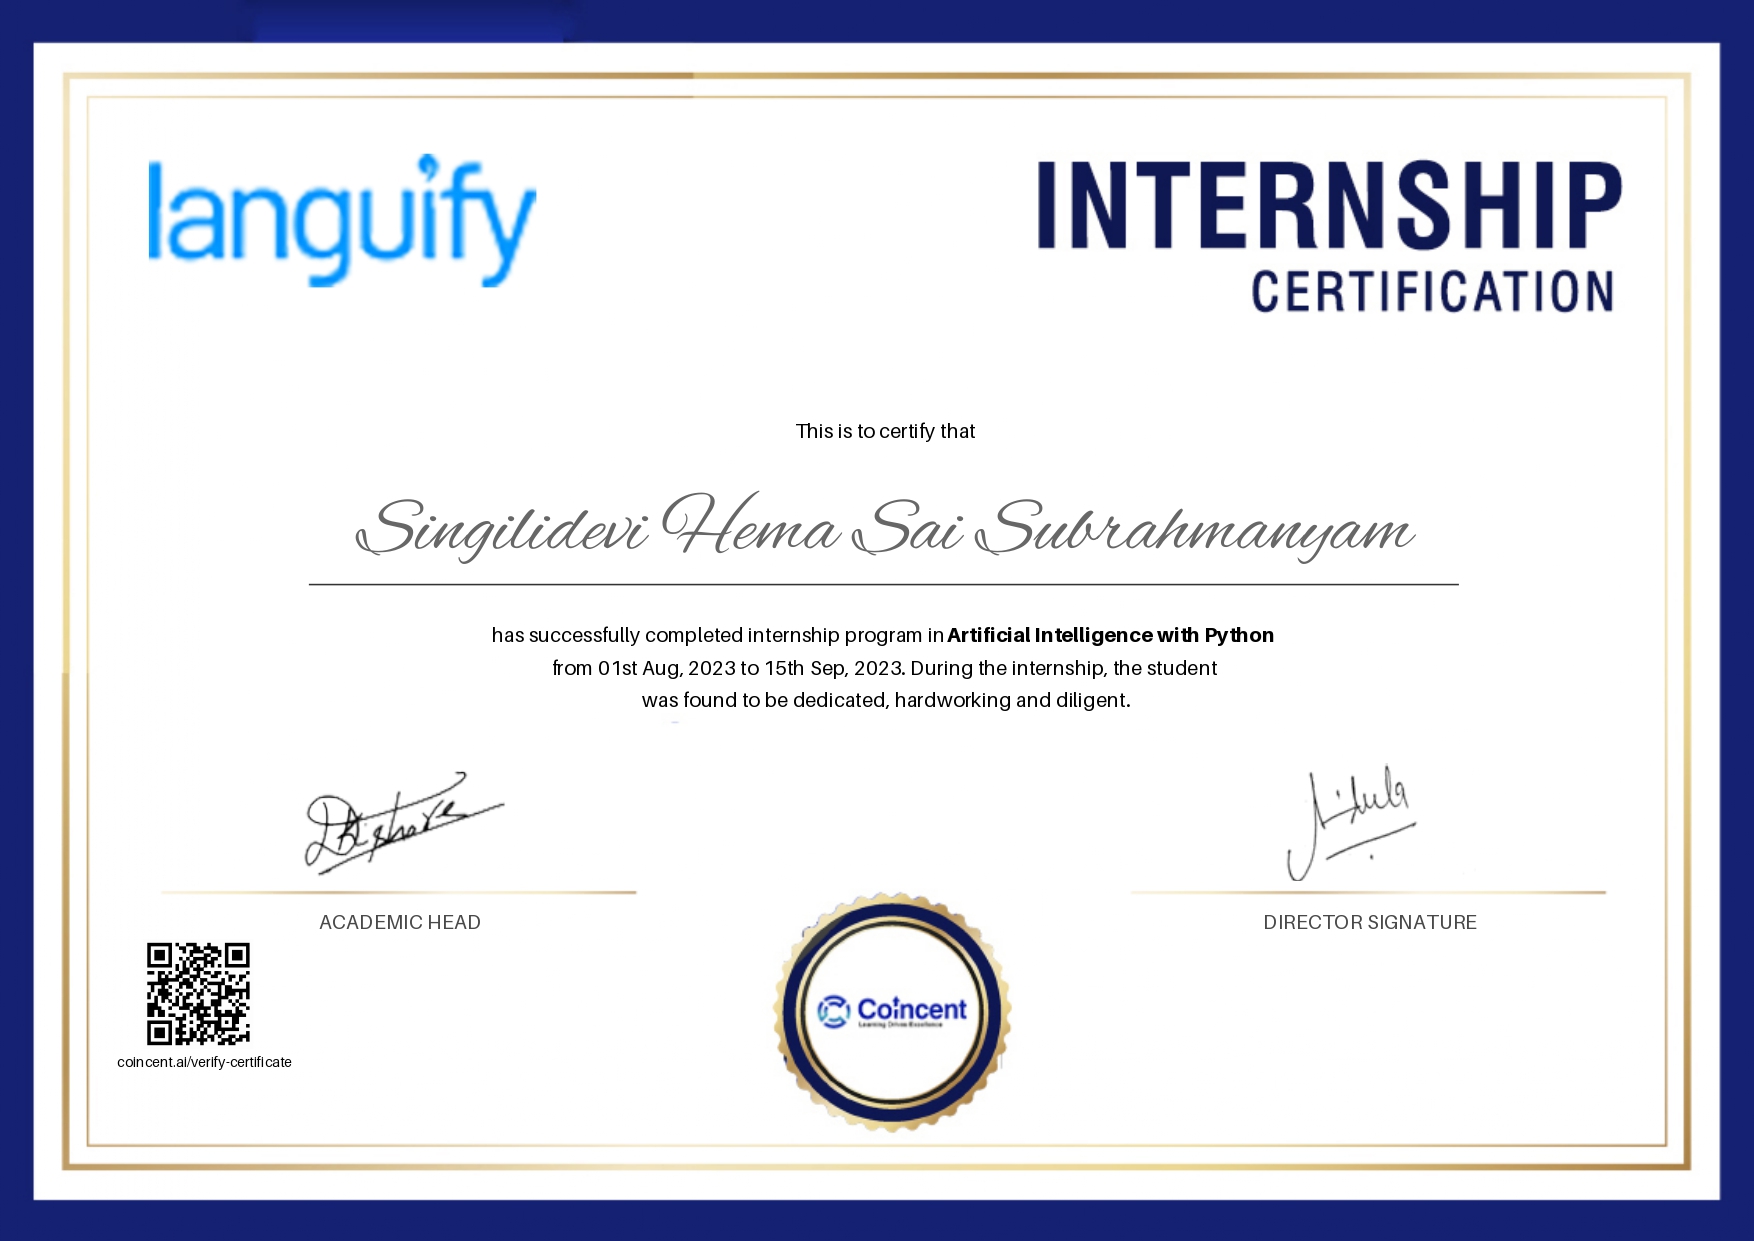 languify
INTERNSHIP
CERTIFICATION
This is to certify that
Singilidevi Hema Sai Subrahmanyam
has successfully completed internship program in Artificial Intelligence with Python
from 01st Aug, 2023 to 15th Sep, 2023. During the internship, the student
was found to be dedicated, hardworking and diligent.
ACADEMIC HEAD
DIRECTOR SIGNATURE
Coincent
Learning Drives Excellence
coincent.ai/verify-certificate